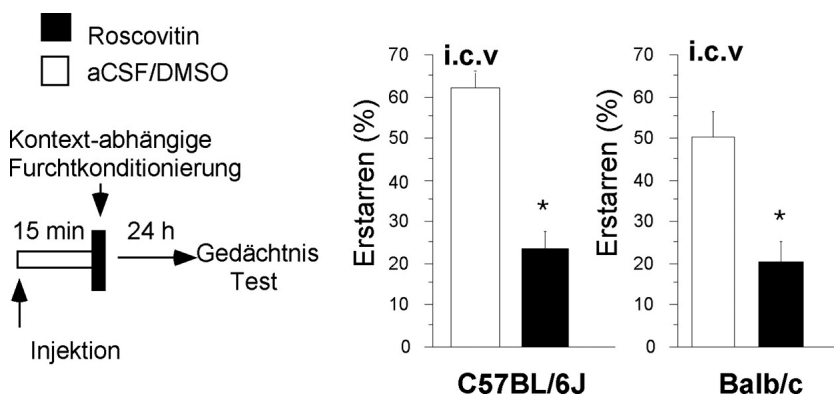 Roscovitin
aCSF/DMSO
Kontext-abhängige
Furchtkonditionierung
15 min
24 h
Gedächtnis
Test
Injektion
i.c.v
Erstarren (%)
70
60
50
40
30
20
10
0
*
C57BL/6J
i.c.v
Erstarren (%)
70
60
50
40
30
20
10
0
*
Balb/c